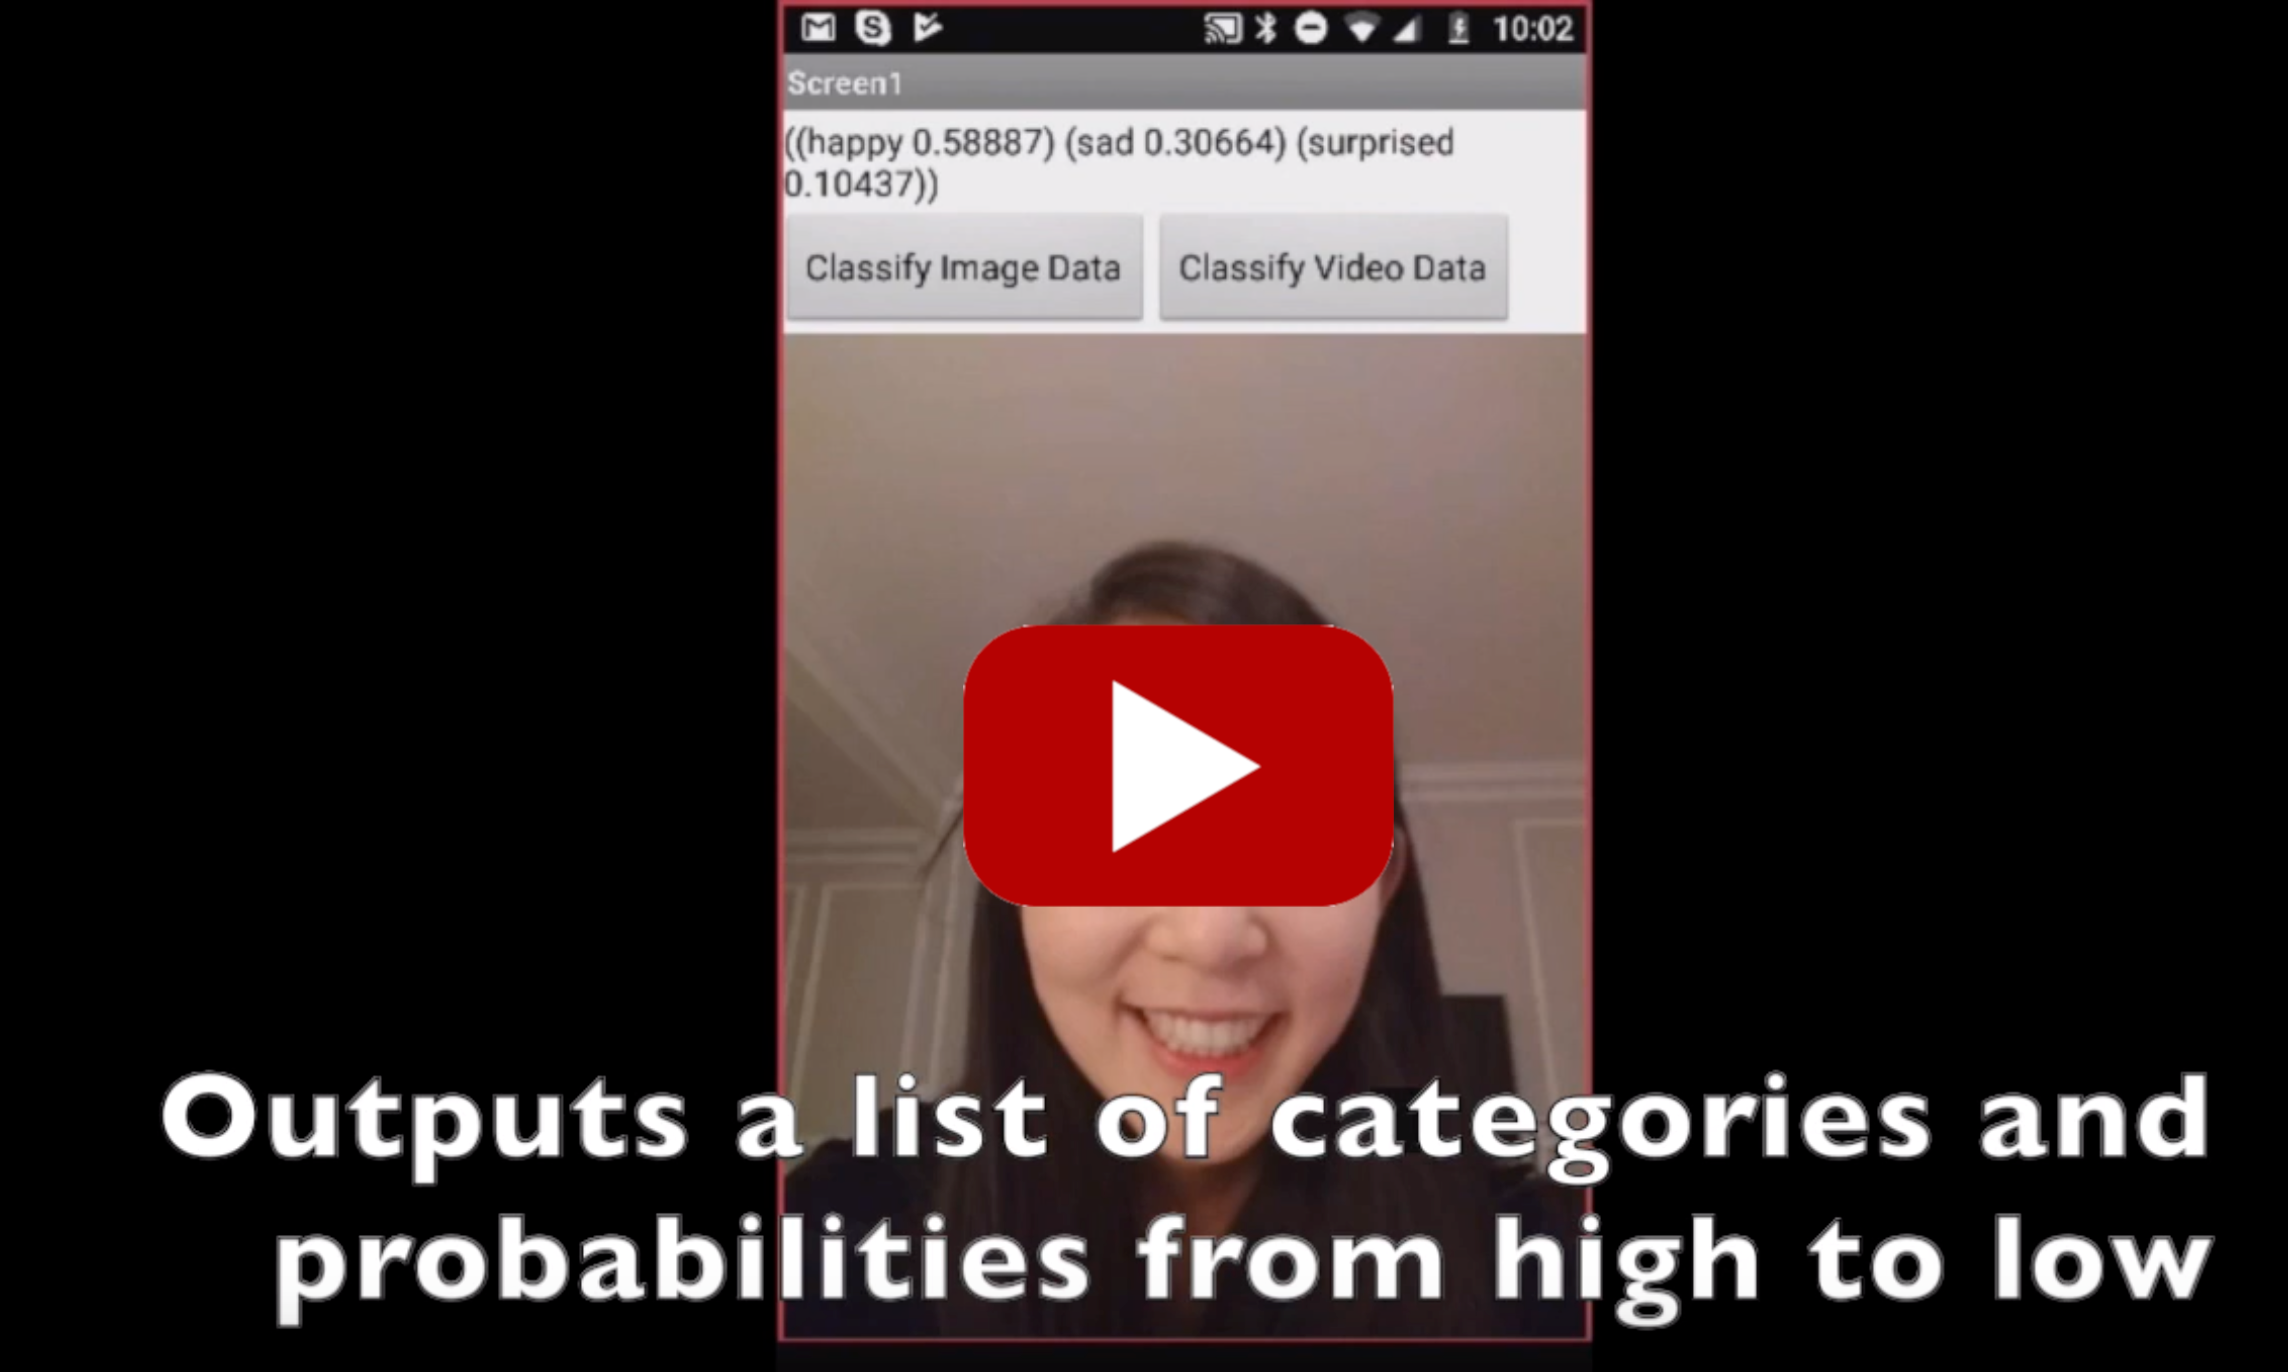 10:02
Screen1
((happy 0.58887) (sad 0.30664) (surprised
0.10437))
Classify Image Data Classify Video Data
Outputs a list of categories and
probabilities from high to low